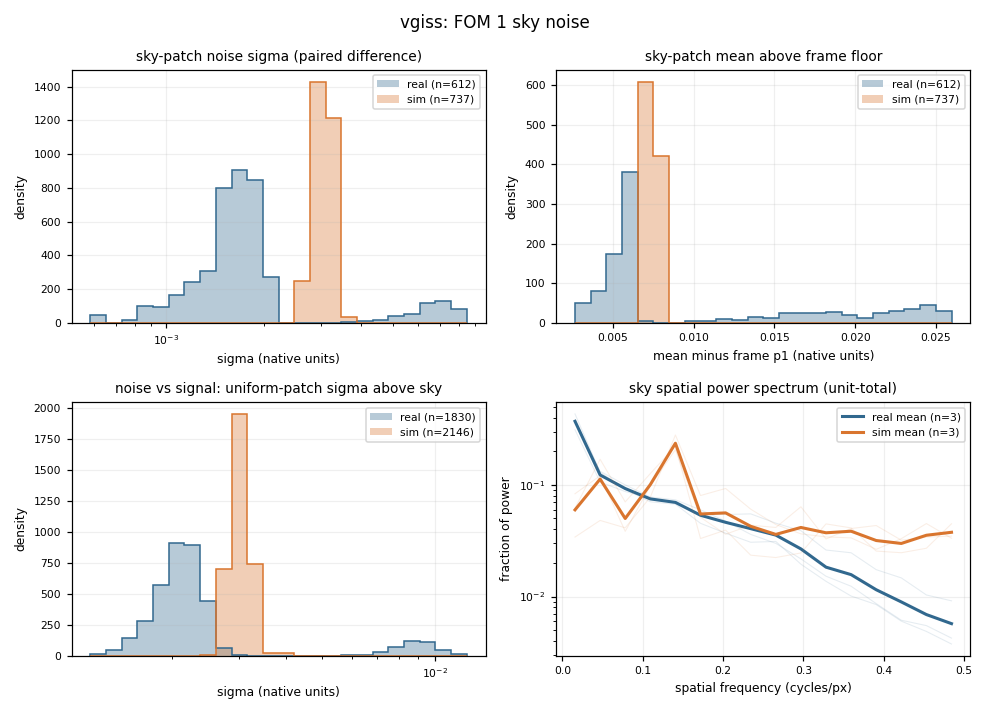 vgiss: FOM 1 sky noise
sky-patch noise sigma (paired difference)
real (n=612)
sim (n=737)
density
1400
1200
1000
800
600
400
200
0
10⁻³
sigma (native units)
sky-patch mean above frame floor
real (n=612)
sim (n=737)
density
600
500
400
300
200
100
0
0.005 0.010 0.015 0.020 0.025
mean minus frame p1 (native units)
noise vs signal: uniform-patch sigma above sky
real (n=1830)
sim (n=2146)
density
2000
1750
1500
1250
1000
750
500
250
0
10⁻²
sigma (native units)
sky spatial power spectrum (unit-total)
real mean (n=3)
sim mean (n=3)
fraction of power
10⁻¹
10⁻²
0.0 0.1 0.2 0.3 0.4 0.5
spatial frequency (cycles/px)